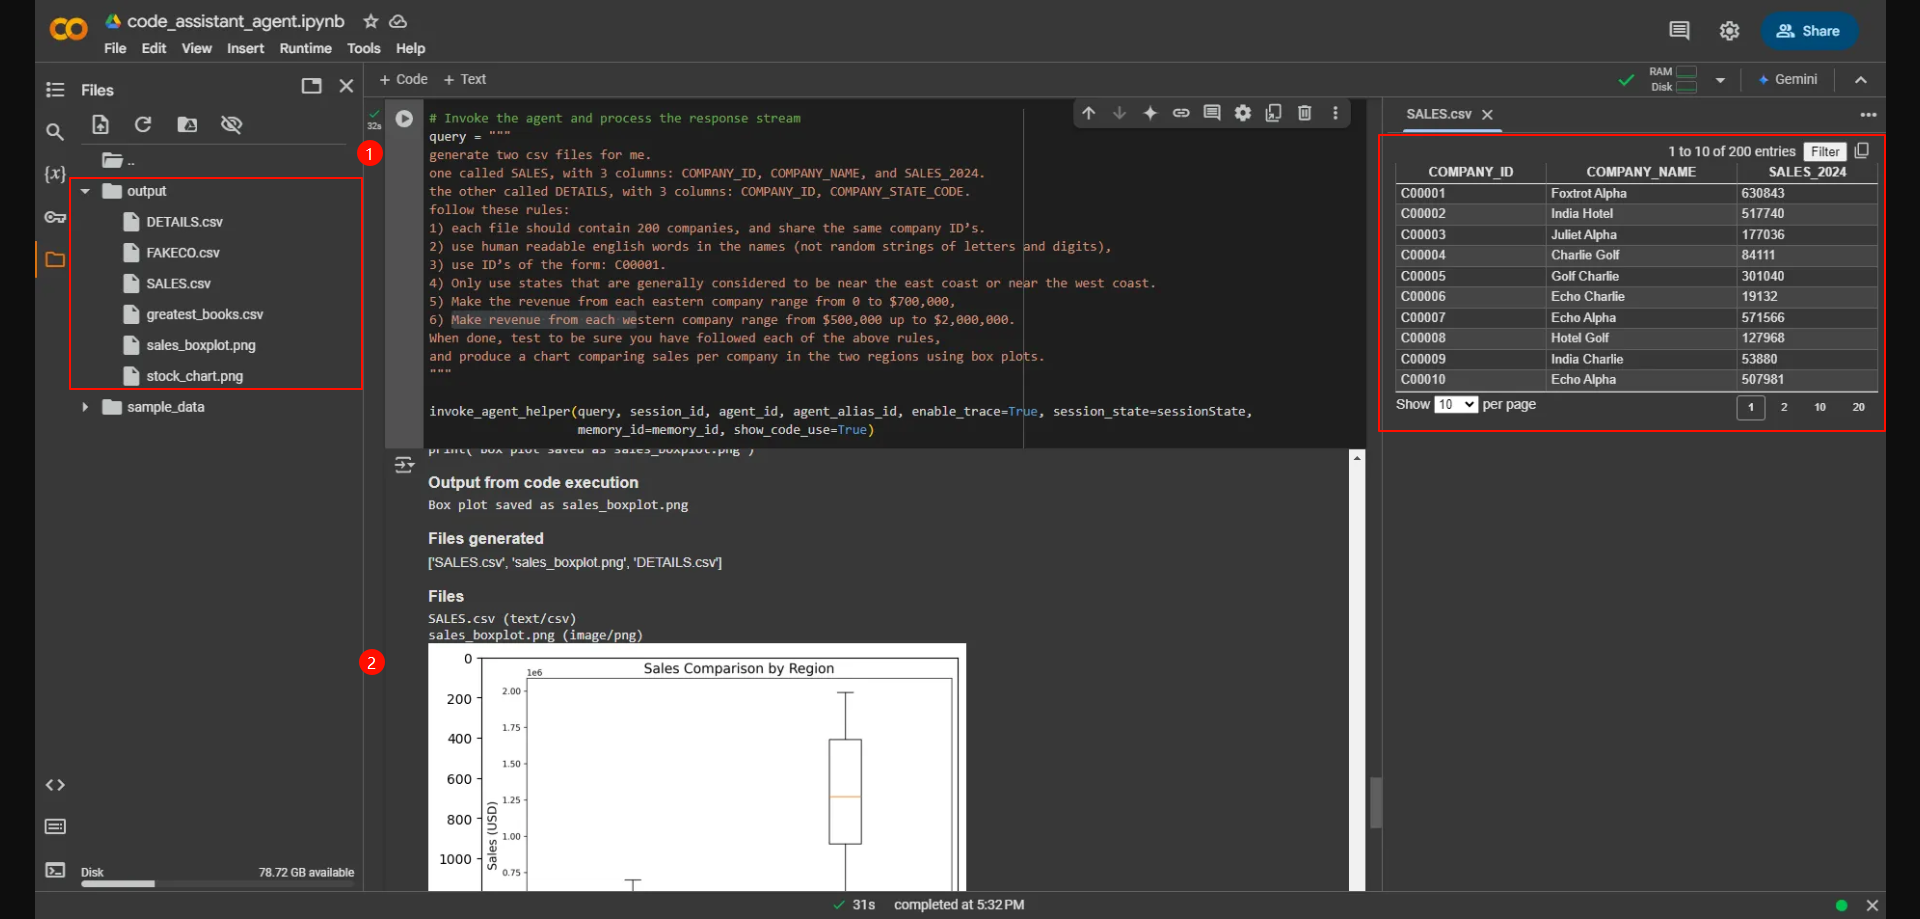 code_assistant_agent.ipynb
File Edit View Insert Runtime Tools Help
Share
Files
+ Code + Text
RAM
Disk
Gemini
..
output
DETAILS.csv
FAKECO.csv
SALES.csv
greatest_books.csv
sales_boxplot.png
stock_chart.png
sample_data
{x}
Disk 78.72 GB available
32s
1
# Invoke the agent and process the response stream
query = """
generate two csv files for me.
one called SALES, with 3 columns: COMPANY_ID, COMPANY_NAME, and SALES_2024.
the other called DETAILS, with 3 columns: COMPANY_ID, COMPANY_STATE_CODE.
follow these rules:
1) each file should contain 200 companies, and share the same company ID’s.
2) use human readable english words in the names (not random strings of letters and digits),
3) use ID’s of the form: C00001.
4) Only use states that are generally considered to be near the east coast or near the west coast.
5) Make the revenue from each eastern company range from 0 to $700,000,
6) Make revenue from each western company range from $500,000 up to $2,000,000.
When done, test to be sure you have followed each of the above rules,
and produce a chart comparing sales per company in the two regions using box plots.
"""
invoke_agent_helper(query, session_id, agent_id, agent_alias_id, enable_trace=True, session_state=sessionState,
memory_id=memory_id, show_code_use=True)
print("Box plot saved as sales_boxplot.png")
Output from code execution
Box plot saved as sales_boxplot.png
Files generated
['SALES.csv', 'sales_boxplot.png', 'DETAILS.csv']
Files
SALES.csv (text/csv)
sales_boxplot.png (image/png)
2
Sales Comparison by Region
1e6
0
200
400
600
800
1000
2.00
1.75
1.50
1.25
1.00
0.75
Sales (USD)
SALES.csv
1 to 10 of 200 entries Filter
COMPANY_ID COMPANY_NAME SALES_2024
C00001 Foxtrot Alpha 630843
C00002 India Hotel 517740
C00003 Juliet Alpha 177036
C00004 Charlie Golf 84111
C00005 Golf Charlie 301040
C00006 Echo Charlie 19132
C00007 Echo Alpha 571566
C00008 Hotel Golf 127968
C00009 India Charlie 53880
C00010 Echo Alpha 507981
Show 10 per page 1 2 10 20
31s completed at 5:32 PM